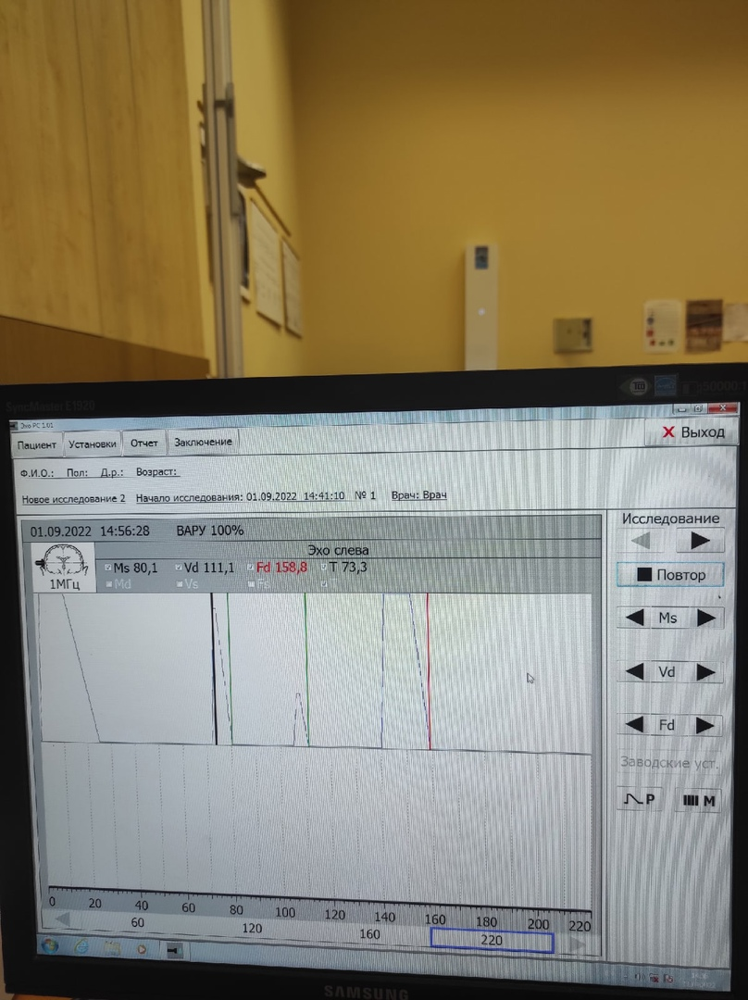 SyncMaster E1920
Эхо РС 1.01
Пациент Установки Отчет Заключение
X Выход
Ф.И.О.: Пол: Д.р.: Возраст:
Новое исследование 2 Начало исследования: 01.09.2022 14:41:10 № 1 Врач: Врач
01.09.2022 14:56:28 ВАРУ 100%
Исследование
Эхо слева
Ms 80,1 Vd 111,1 Fd 158,8 T 73,3
Md Vs Fs
1МГц
Повтор
Ms
Vd
Fd
Заводские уст.
P M
0 20 40 60 80 100 120 140 160 180 200 220
60 120 160 220
SAMSUNG